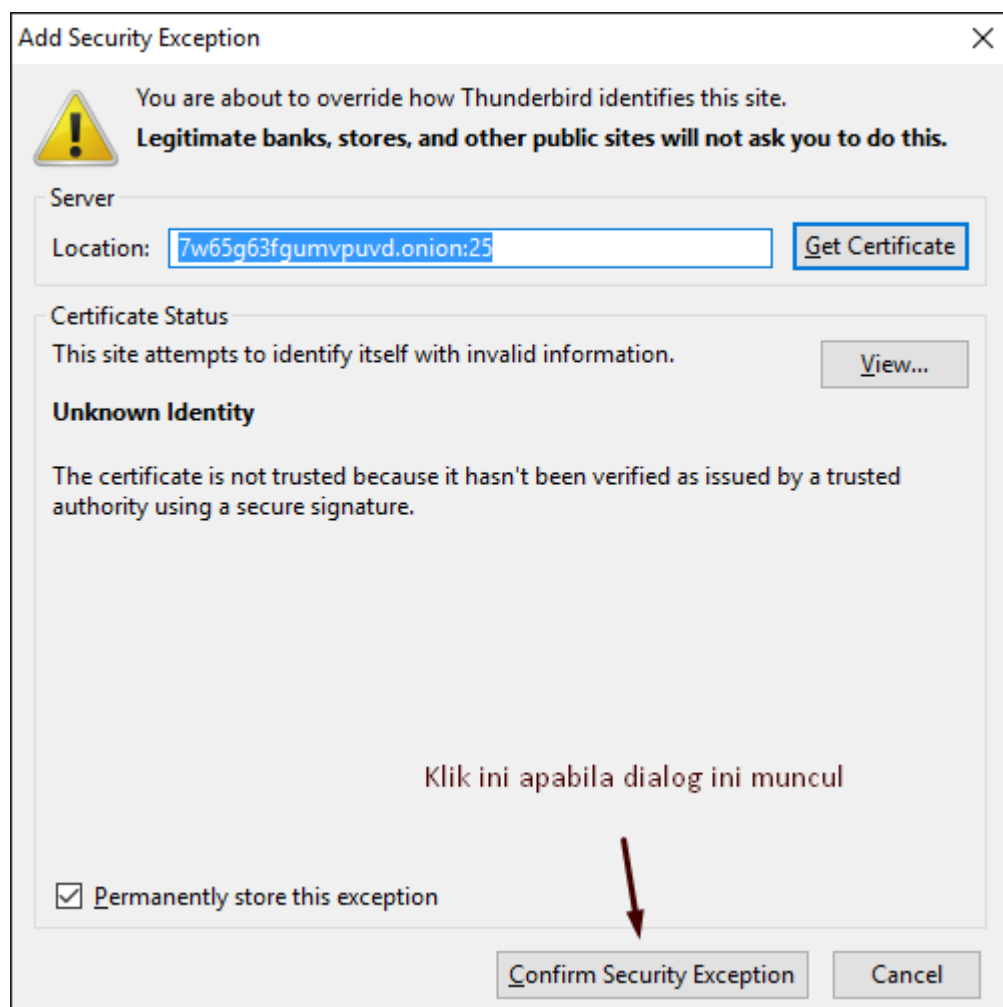 Add Security Exception
You are about to override how Thunderbird identifies this site.
Legitimate banks, stores, and other public sites will not ask you to do this.
Server
Location: 7w65g63fgumvpuvd.onion:25 Get Certificate
Certificate Status
This site attempts to identify itself with invalid information. View...
Unknown Identity
The certificate is not trusted because it hasn't been verified as issued by a trusted
authority using a secure signature.
Klik ini apabila dialog ini muncul
Permanently store this exception
Confirm Security Exception Cancel